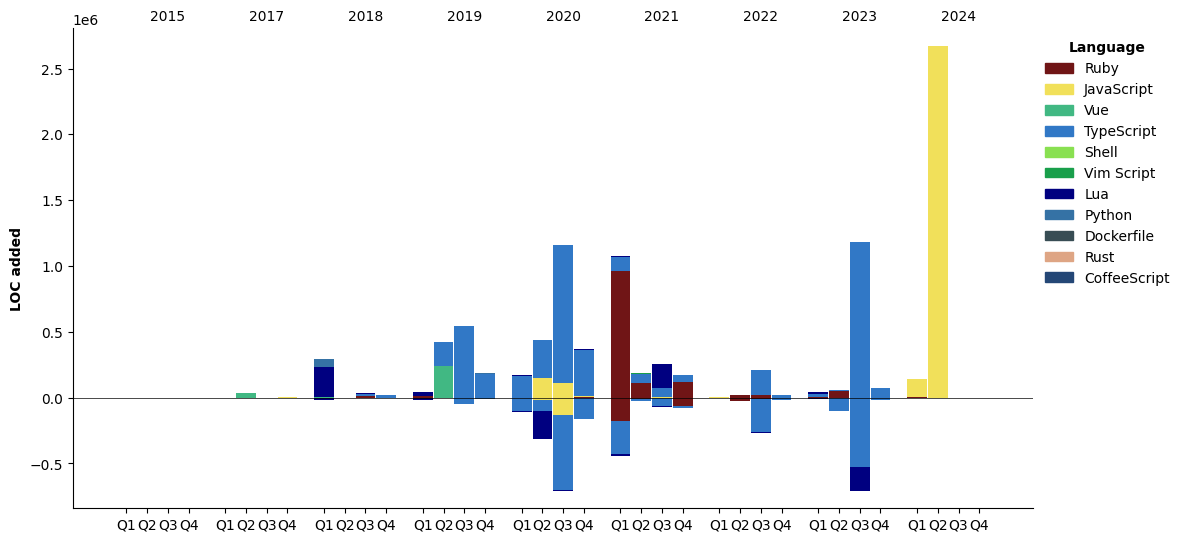 1e6
2015 2017 2018 2019 2020 2021 2022 2023 2024
Language
Ruby
JavaScript
Vue
TypeScript
Shell
Vim Script
Lua
Python
Dockerfile
Rust
CoffeeScript
LOC added
2.5
2.0
1.5
1.0
0.5
0.0
−0.5
Q1 Q2 Q3 Q4 Q1 Q2 Q3 Q4 Q1 Q2 Q3 Q4 Q1 Q2 Q3 Q4 Q1 Q2 Q3 Q4 Q1 Q2 Q3 Q4 Q1 Q2 Q3 Q4 Q1 Q2 Q3 Q4 Q1 Q2 Q3 Q4